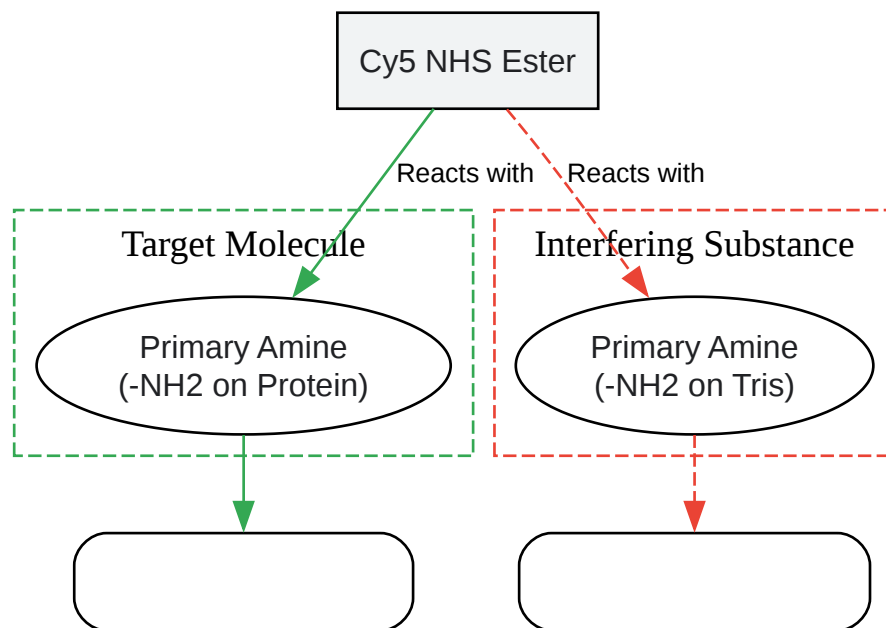 Cy5 NHS Ester
Reacts with
Reacts with
Target Molecule
Interfering Substance
Primary Amine
(-NH2 on Protein)
Primary Amine
(-NH2 on Tris)